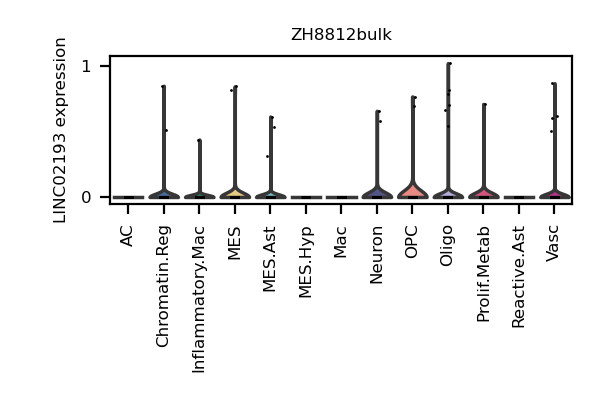 ZH8812bulk
LINC02193 expression
1
0
AC
Chromatin.Reg
Inflammatory.Mac
MES
MES.Ast
MES.Hyp
Mac
Neuron
OPC
Oligo
Prolif.Metab
Reactive.Ast
Vasc